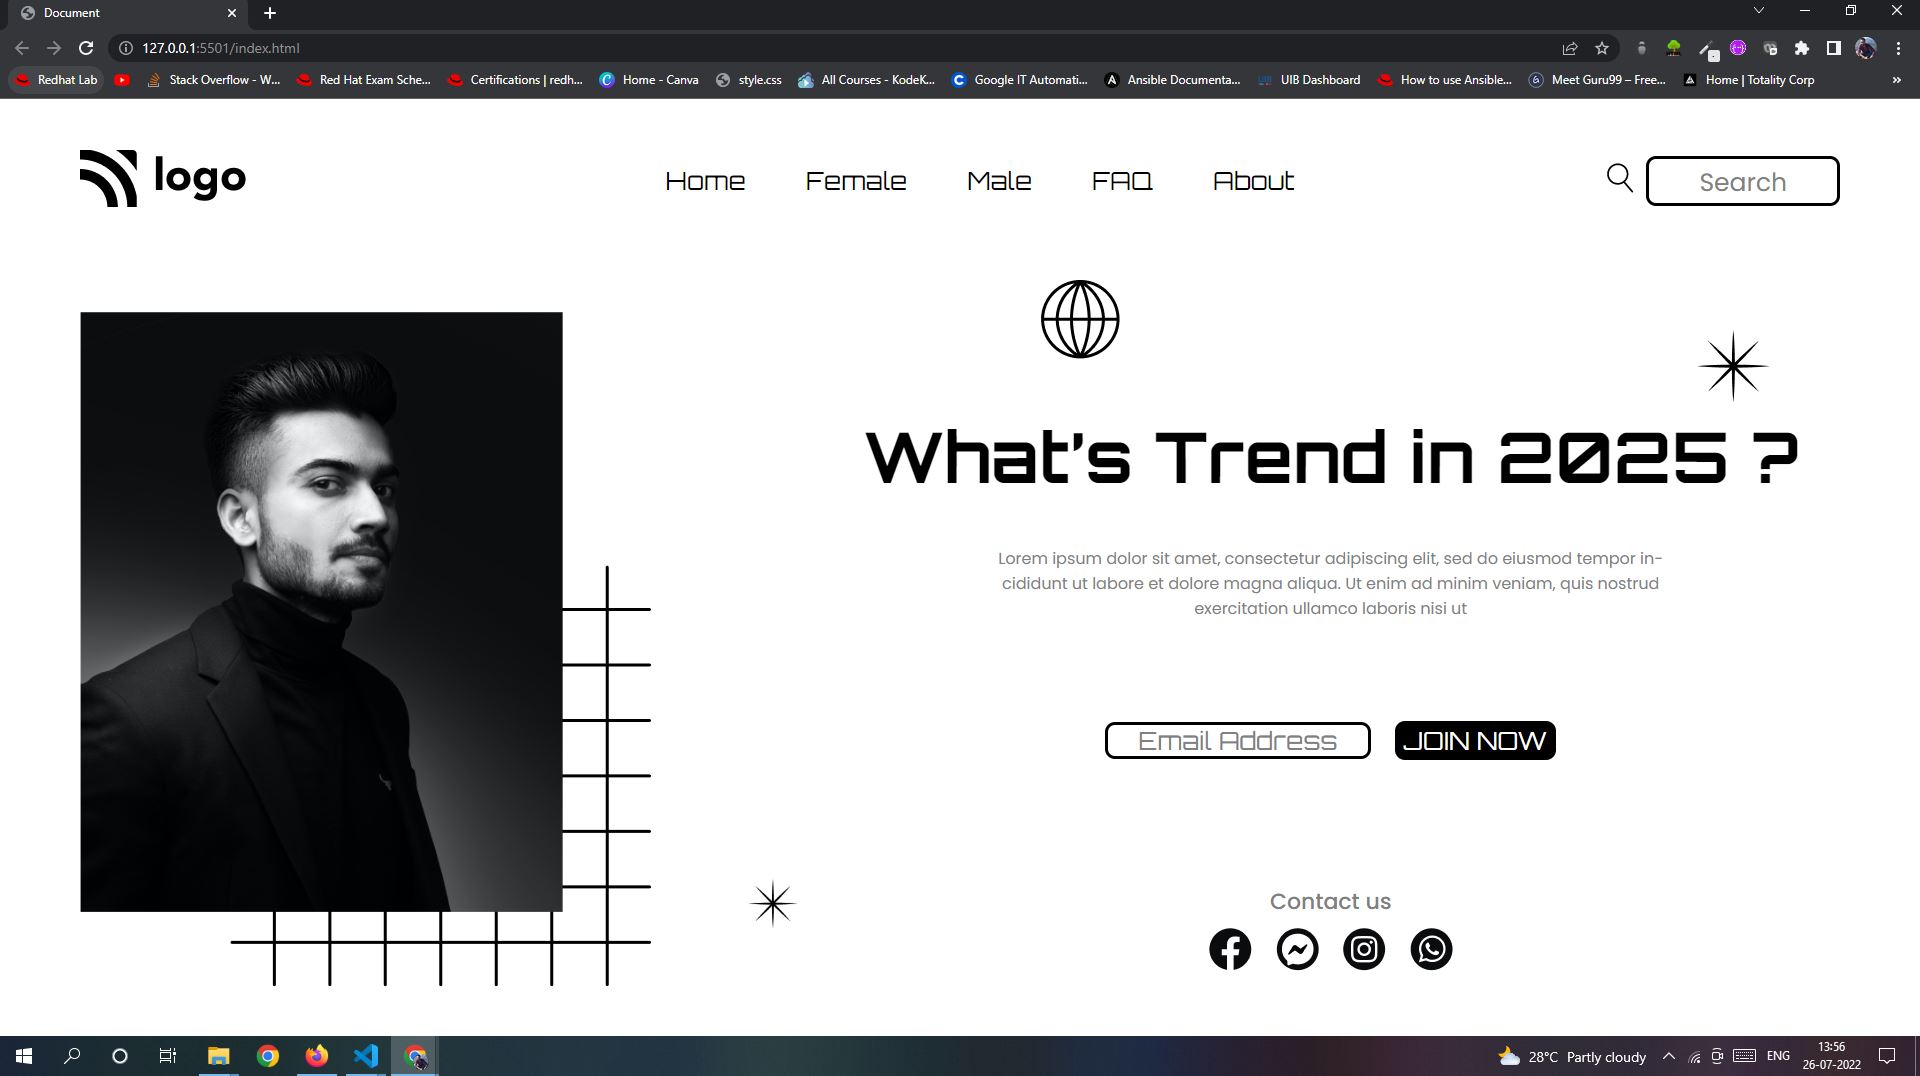 Document
127.0.0.1:5501/index.html
Redhat Lab
Stack Overflow - W...
Red Hat Exam Sche...
Certifications | redh...
Home - Canva
style.css
All Courses - KodeK...
Google IT Automati...
Ansible Documenta...
UIB Dashboard
How to use Ansible...
Meet Guru99 – Free...
Home | Totality Corp
logo
Home
Female
Male
FAQ
About
Search
What's Trend in 2025 ?
Lorem ipsum dolor sit amet, consectetur adipiscing elit, sed do eiusmod tempor in-
cididunt ut labore et dolore magna aliqua. Ut enim ad minim veniam, quis nostrud
exercitation ullamco laboris nisi ut
Email Address
JOIN NOW
Contact us
28°C Partly cloudy
ENG
13:56
26-07-2022